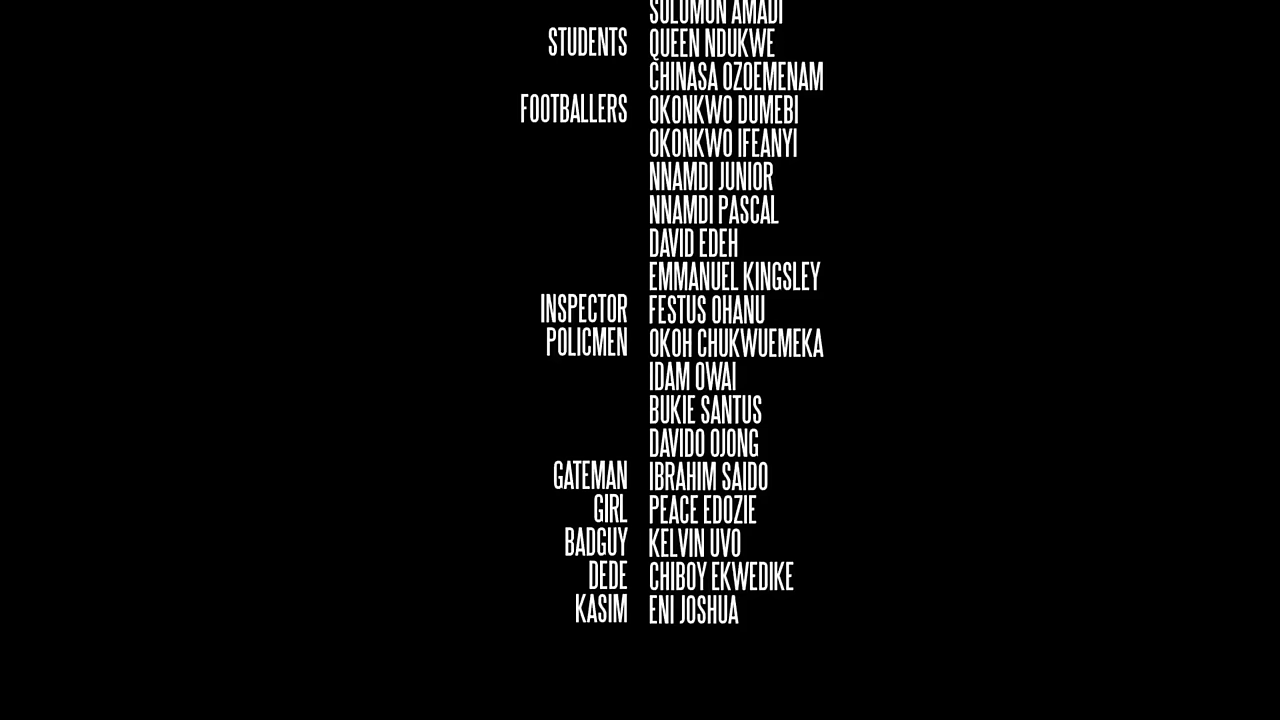 SOLOMON AMADI
STUDENTS QUEEN NDUKWE
CHINASA OZOEMENAM
FOOTBALLERS OKONKWO DUMEBI
OKONKWO IFEANYI
NNAMDI JUNIOR
NNAMDI PASCAL
DAVID EDEH
EMMANUEL KINGSLEY
INSPECTOR FESTUS OHANU
POLICMEN OKOH CHUKWUEMEKA
IDAM OWAI
BUKIE SANTUS
DAVIDO OJONG
GATEMAN IBRAHIM SAIDO
GIRL PEACE EDOZIE
BADGUY KELVIN UVO
DEDE CHIBOY EKWEDIKE
KASIM ENI JOSHUA